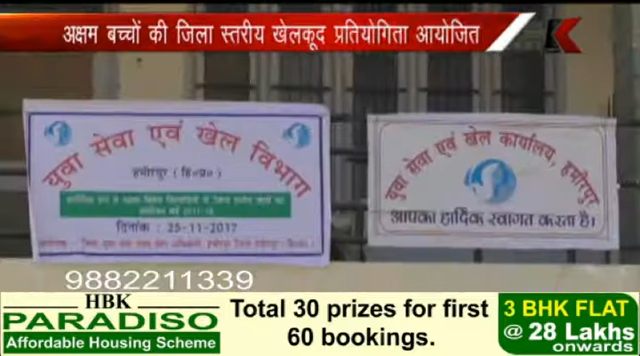 अक्षम बच्चों की जिला स्तरीय खेलकूद प्रतियोगिता आयोजित
K
युवा सेवा एवं खेल विभाग
हमीरपुर (हि०प्र०)
दिनांक : 25-11-2017
युवा सेवा एवं खेल कार्यालय, हमीरपुर
आपका हार्दिक स्वागत करता है।
9882211339
HBK
PARADISO
Affordable Housing Scheme
Total 30 prizes for first
60 bookings.
3 BHK FLAT
@ 28 Lakhs
onwards